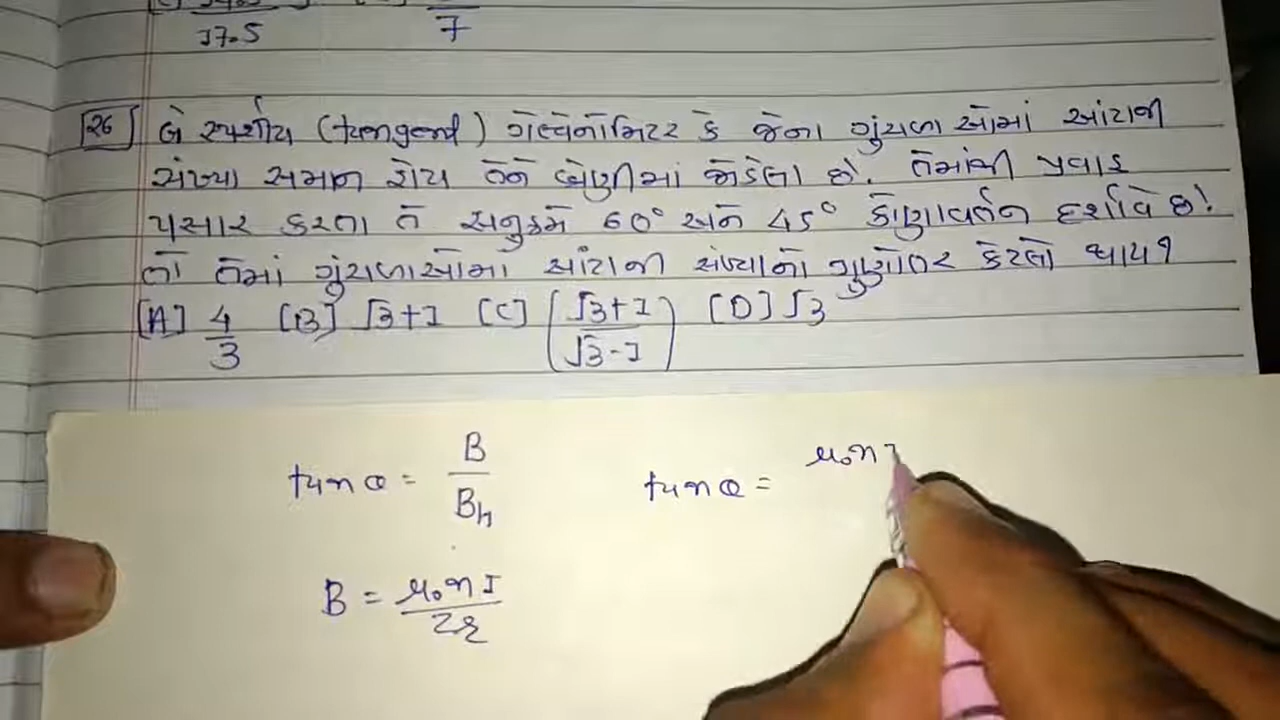 17.5 7
26 બે સ્પર્શીય (tangend) ગેલ્વેનોમિટર કે જેના ગુંચળાઓમાં આંટાની
સંખ્યા સમાન હોય તેને શ્રેણીમાં જોડેલા છે. તેમાંથી પ્રવાહ
પસાર કરતા તે અનુક્રમે 60° અને 45° કોણાવર્તન દર્શાવે છે.
તો તેમાં ગુંચળાઓમા આંટાની સંખ્યાનો ગુણોતર કેટલો થાય?
[A] 4/3 [B] √3+1 [C] (√3+1/√3-1) [D] √3
tanθ = B/Bh tanθ = μ₀n
B = μ₀nI/2r